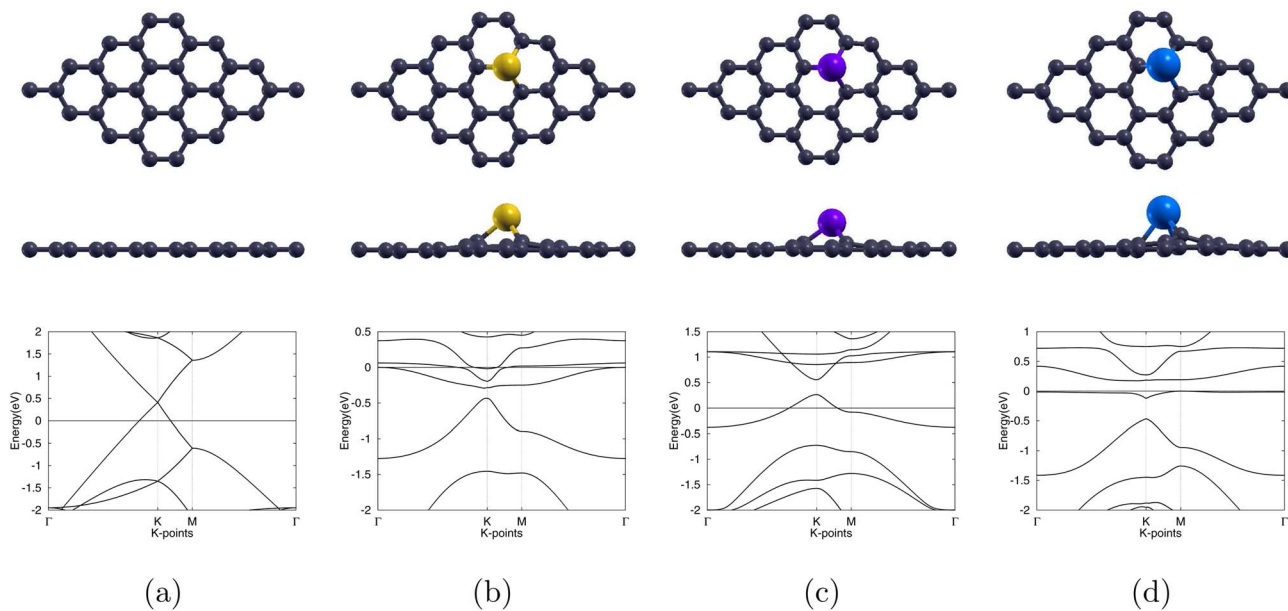 2
1.5
1
0.5
0
-0.5
-1
-1.5
-2
Energy(eV)
Γ K M Γ
K-points
0.5
0
-0.5
-1
-1.5
-2
Energy(eV)
Γ K M Γ
K-points
1.5
1
0.5
0
-0.5
-1
-1.5
-2
Energy(eV)
Γ K M Γ
K-points
1
0.5
0
-0.5
-1
-1.5
-2
Energy(eV)
Γ K M Γ
K-points
(a) (b) (c) (d)